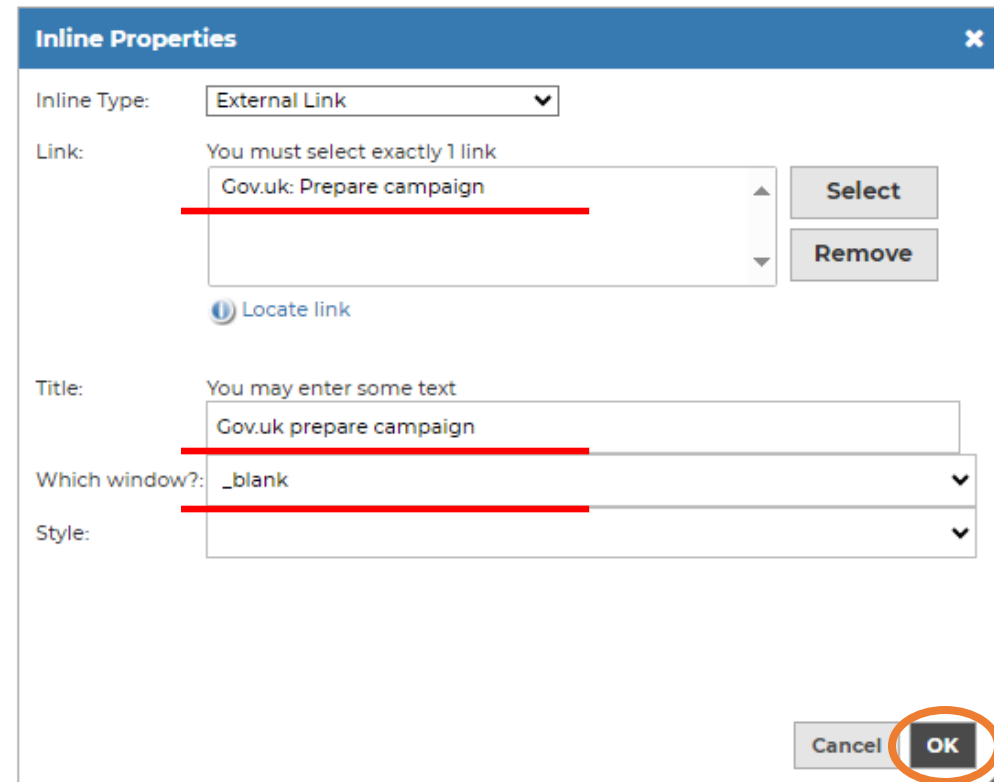 Inline Properties
Inline Type: External Link
Link: You must select exactly 1 link
Gov.uk: Prepare campaign
Select
Remove
Locate link
Title: You may enter some text
Gov.uk prepare campaign
Which window?: _blank
Style:
Cancel OK